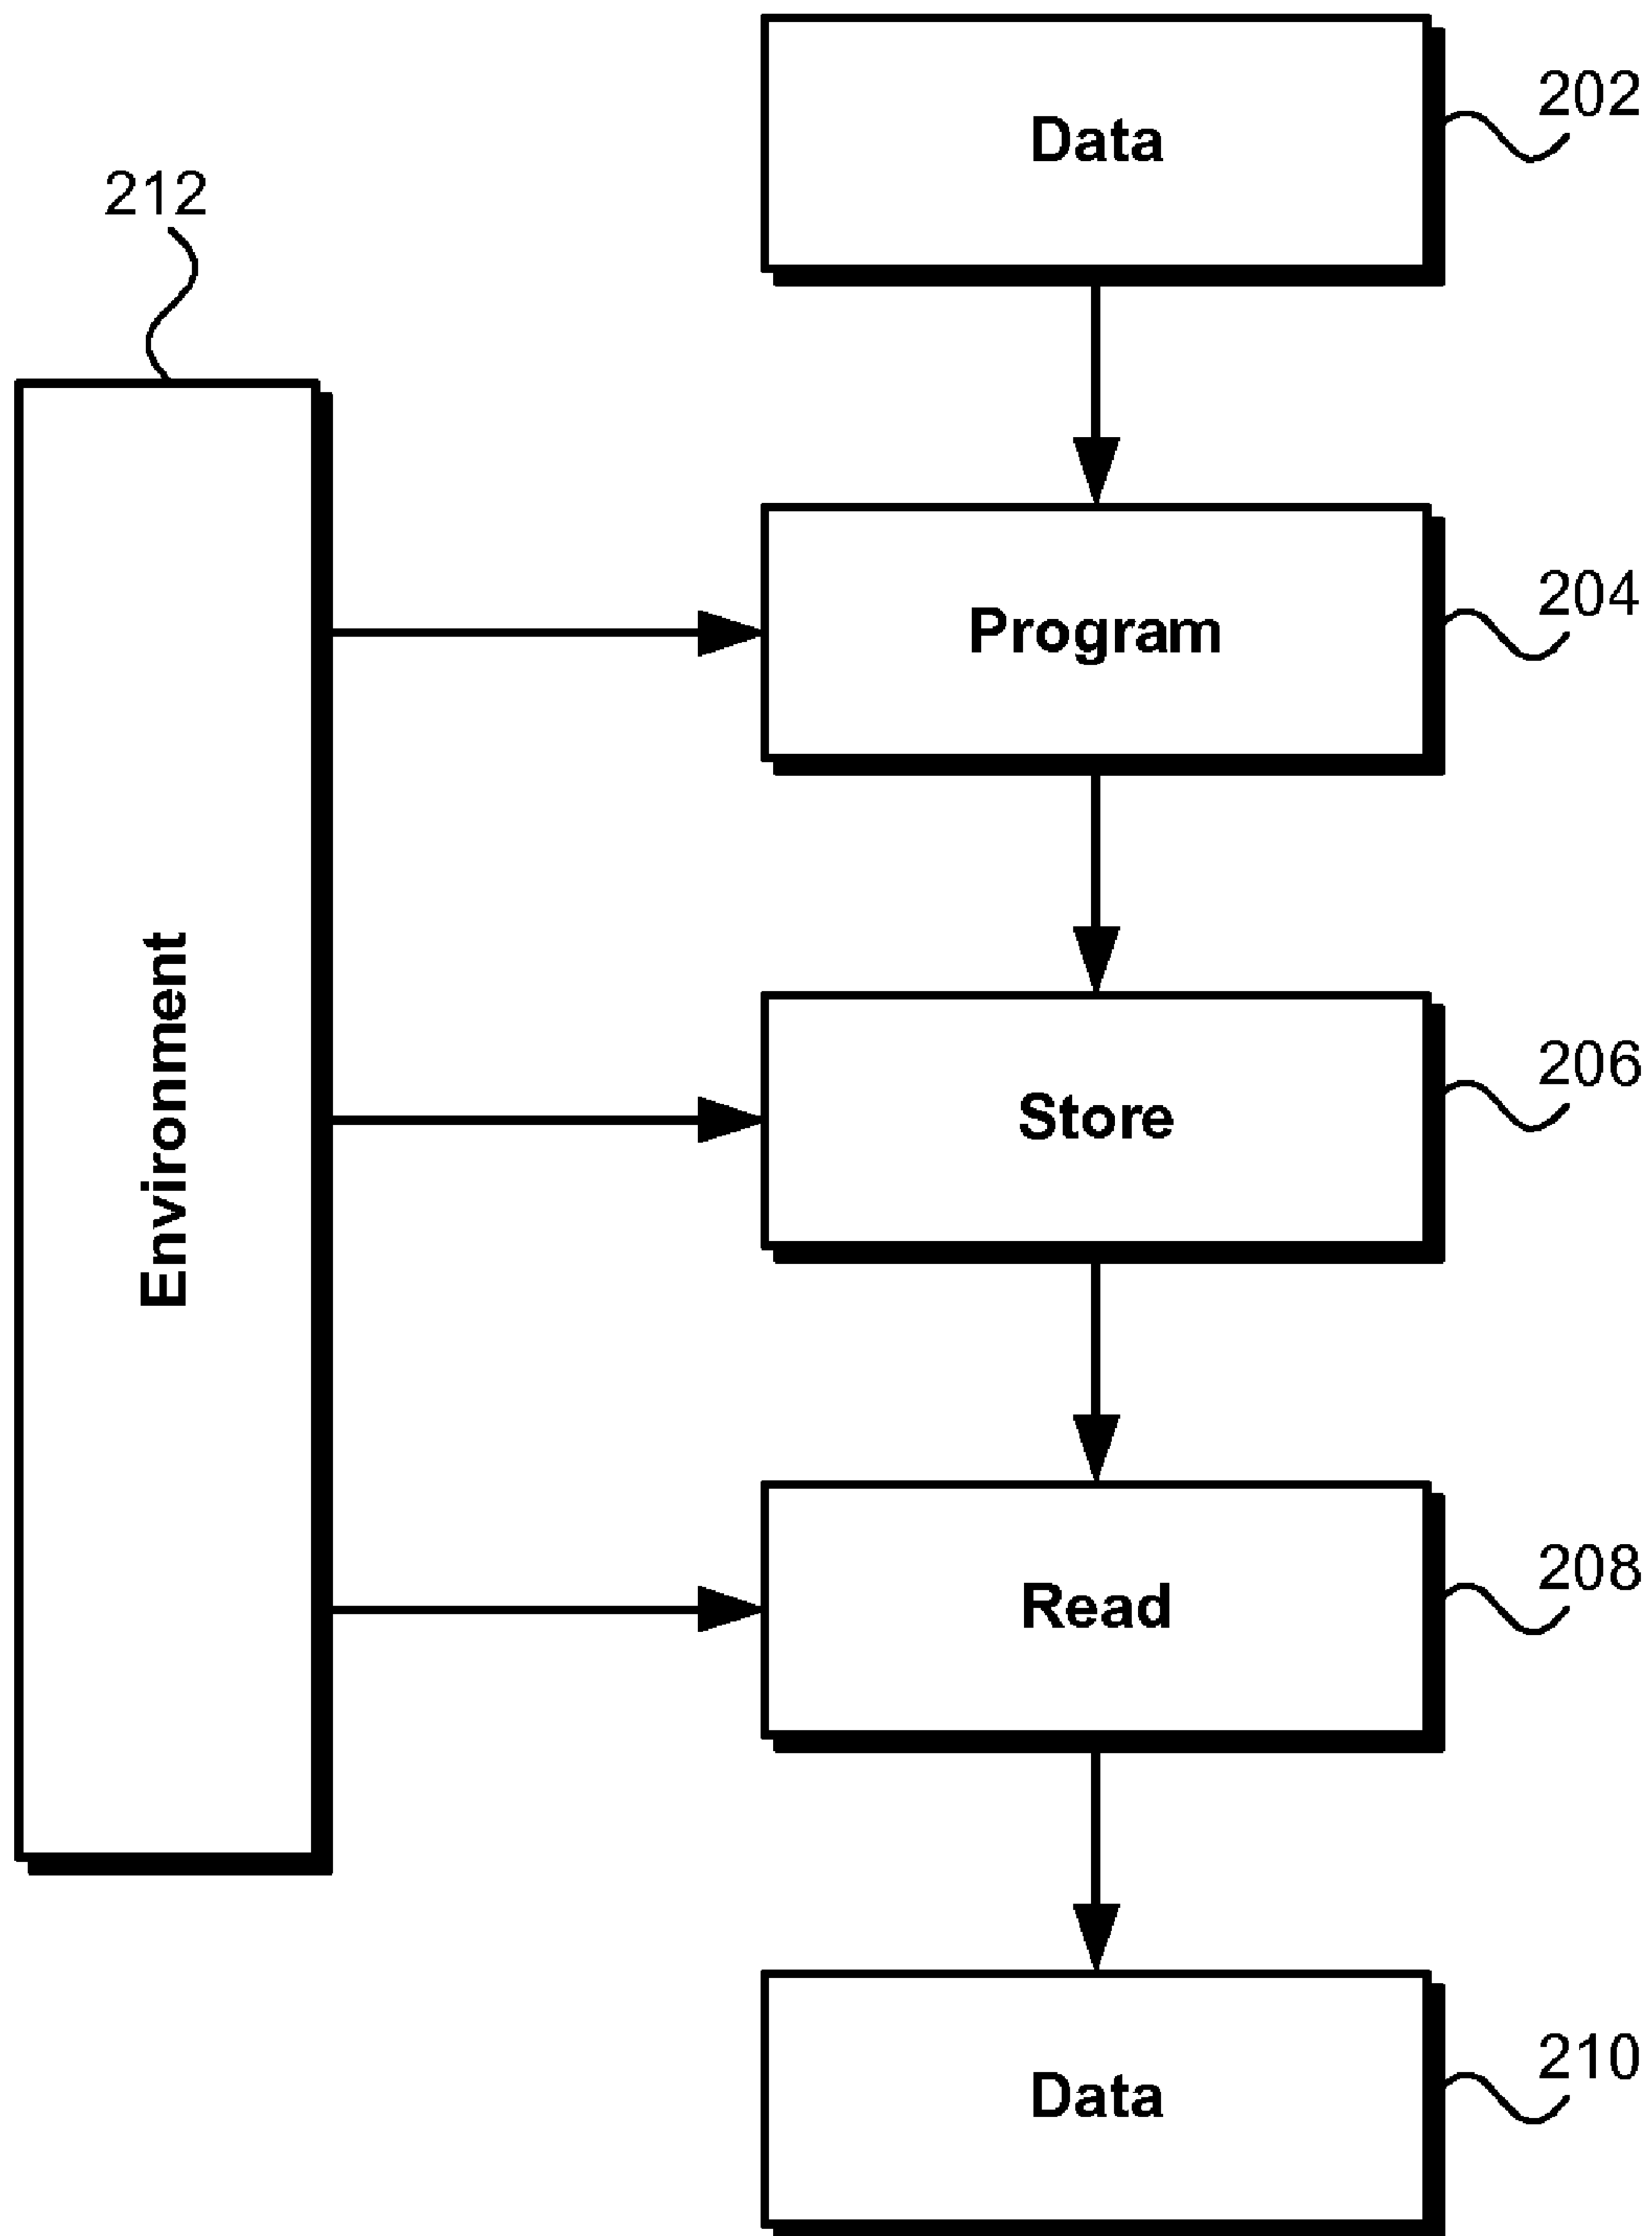 Data
202
212
Program
204
Environment
Store
206
Read
208
Data
210